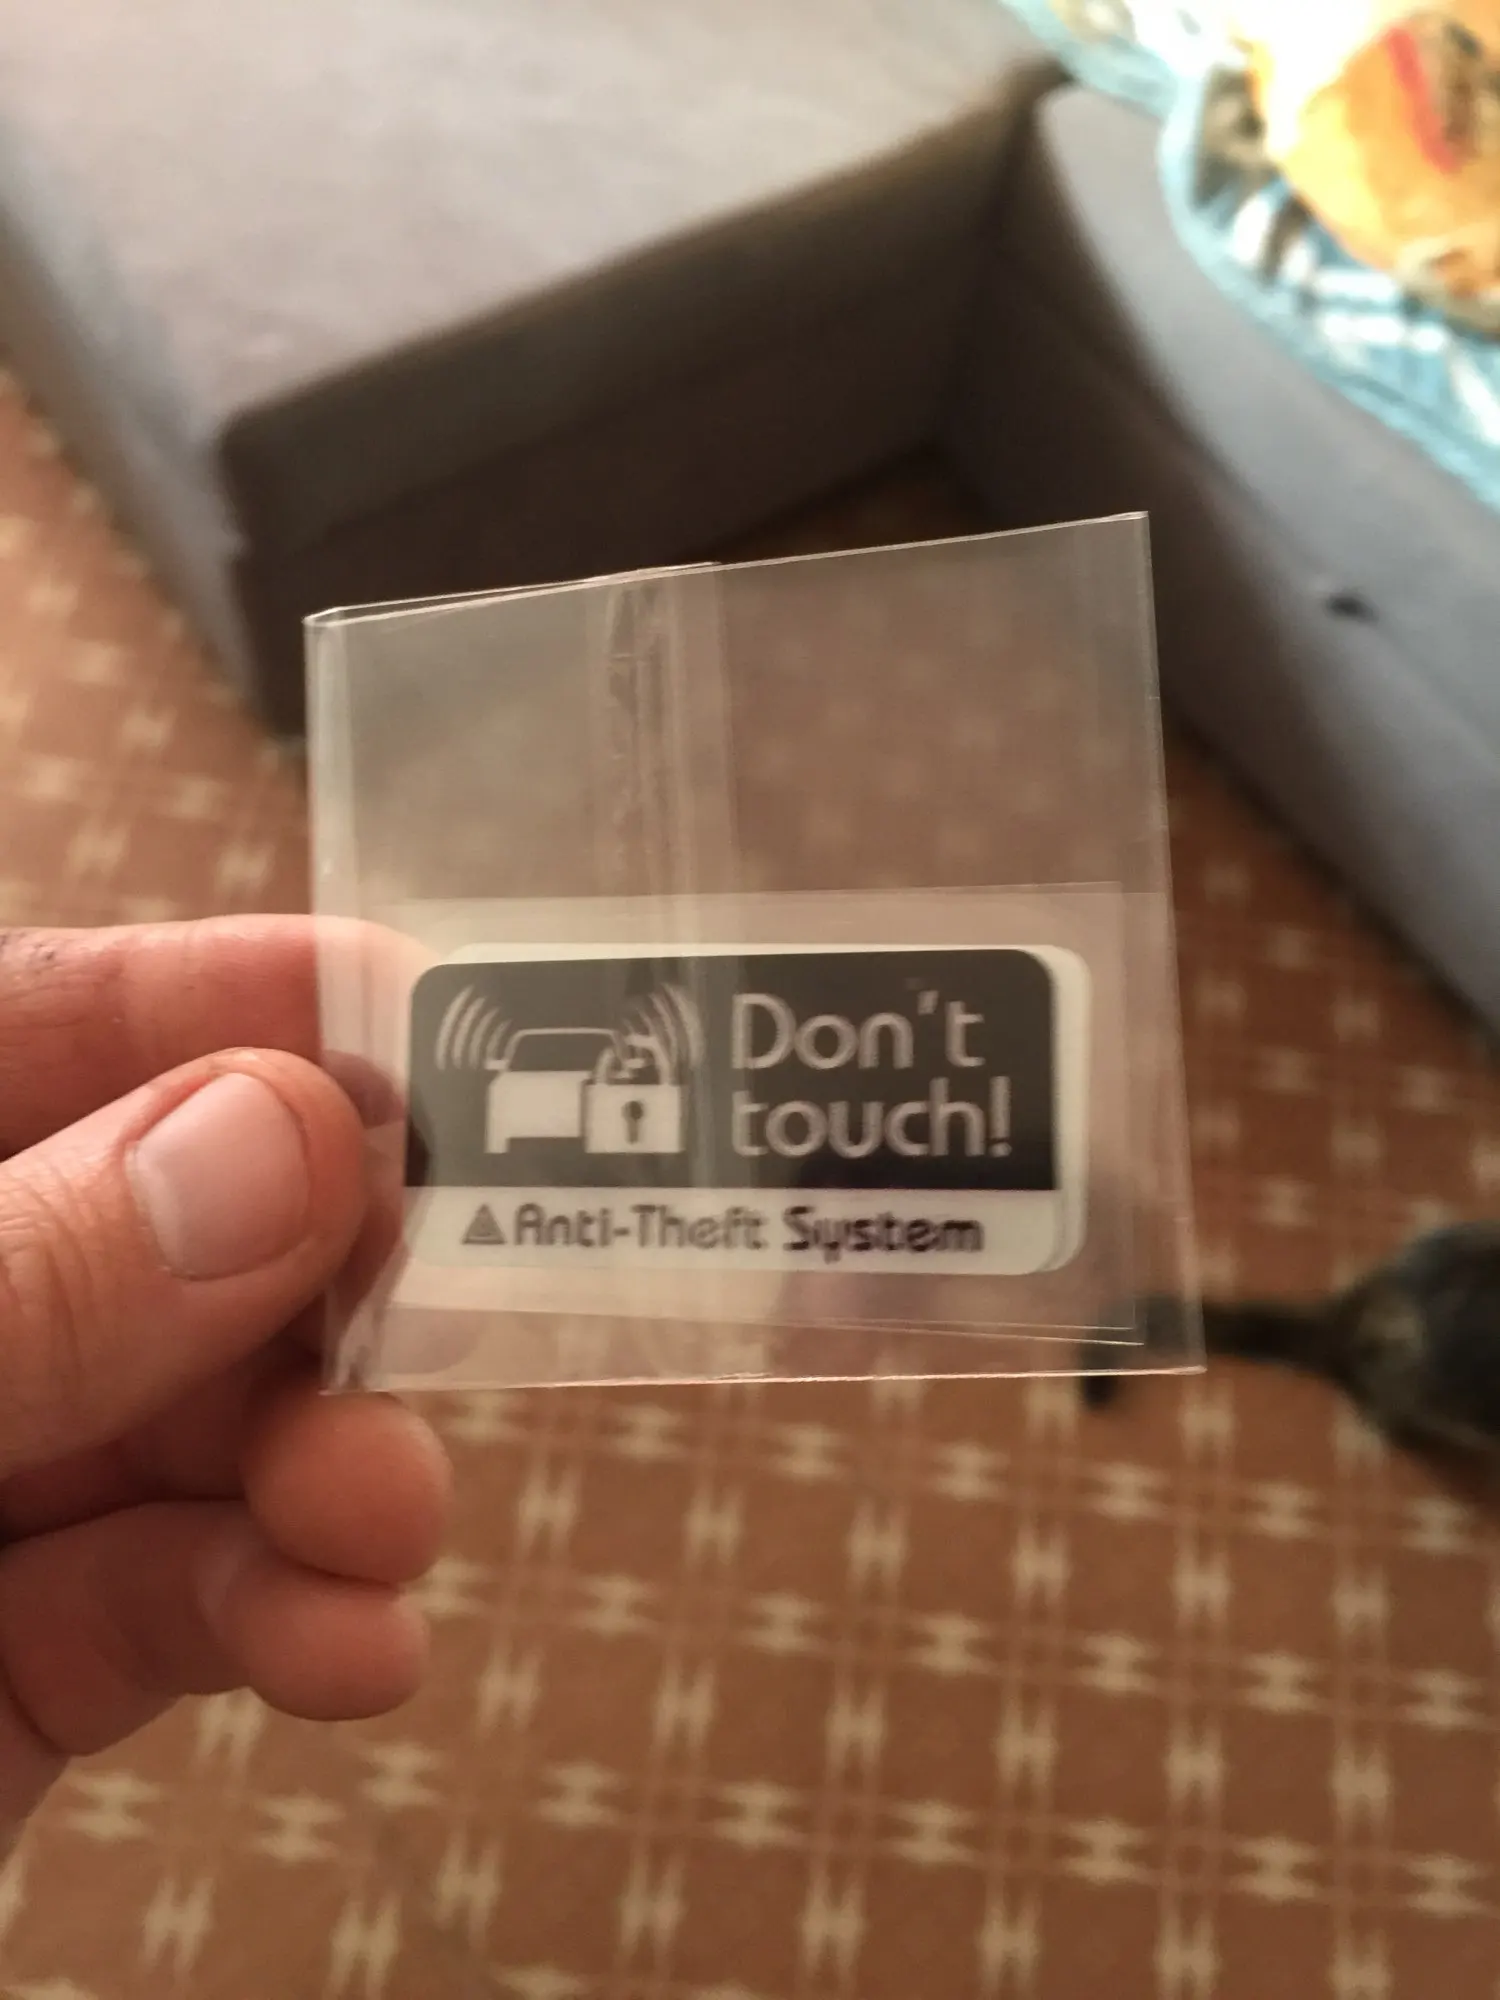 Don't
touch!
Anti-Theft System